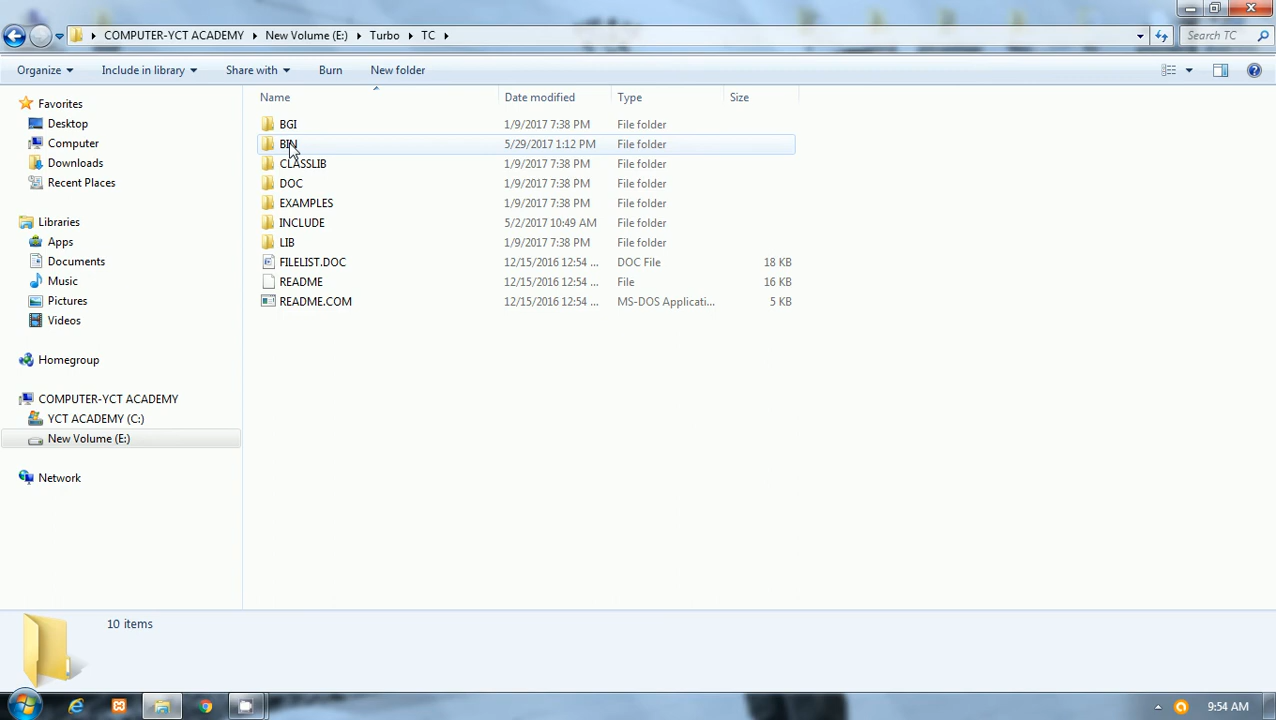 COMPUTER-YCT ACADEMY New Volume (E:) Turbo TC Search TC
Organize Include in library Share with Burn New folder
Name Date modified Type Size
Favorites
Desktop
Computer
Downloads
Recent Places
Libraries
Apps
Documents
Music
Pictures
Videos
Homegroup
COMPUTER-YCT ACADEMY
YCT ACADEMY (C:)
New Volume (E:)
Network
BGI 1/9/2017 7:38 PM File folder
BIN 5/29/2017 1:12 PM File folder
CLASSLIB 1/9/2017 7:38 PM File folder
DOC 1/9/2017 7:38 PM File folder
EXAMPLES 1/9/2017 7:38 PM File folder
INCLUDE 5/2/2017 10:49 AM File folder
LIB 1/9/2017 7:38 PM File folder
FILELIST.DOC 12/15/2016 12:54 ... DOC File 18 KB
README 12/15/2016 12:54 ... File 16 KB
README.COM 12/15/2016 12:54 ... MS-DOS Applicati... 5 KB
10 items
9:54 AM